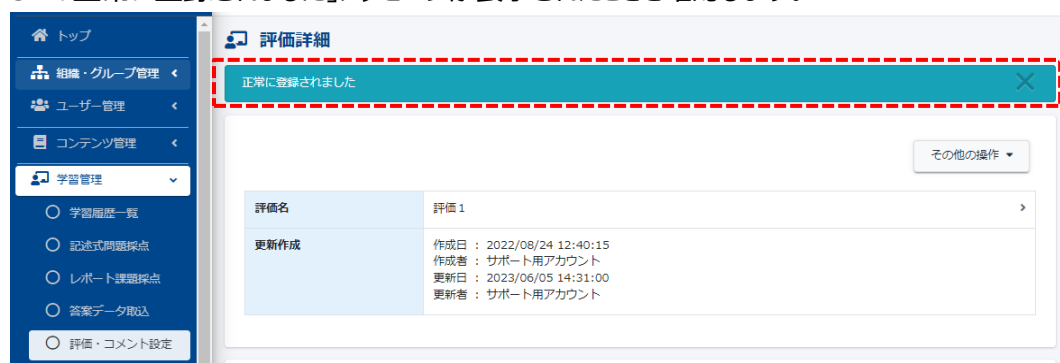 トップ
組織・グループ管理
ユーザー管理
コンテンツ管理
学習管理
学習履歴一覧
記述式問題採点
レポート課題採点
答案データ取込
評価・コメント設定
評価詳細
正常に登録されました
その他の操作
評価名
評価1
更新作成
作成日 : 2022/08/24 12:40:15
作成者 : サポート用アカウント
更新日 : 2023/06/05 14:31:00
更新者 : サポート用アカウント